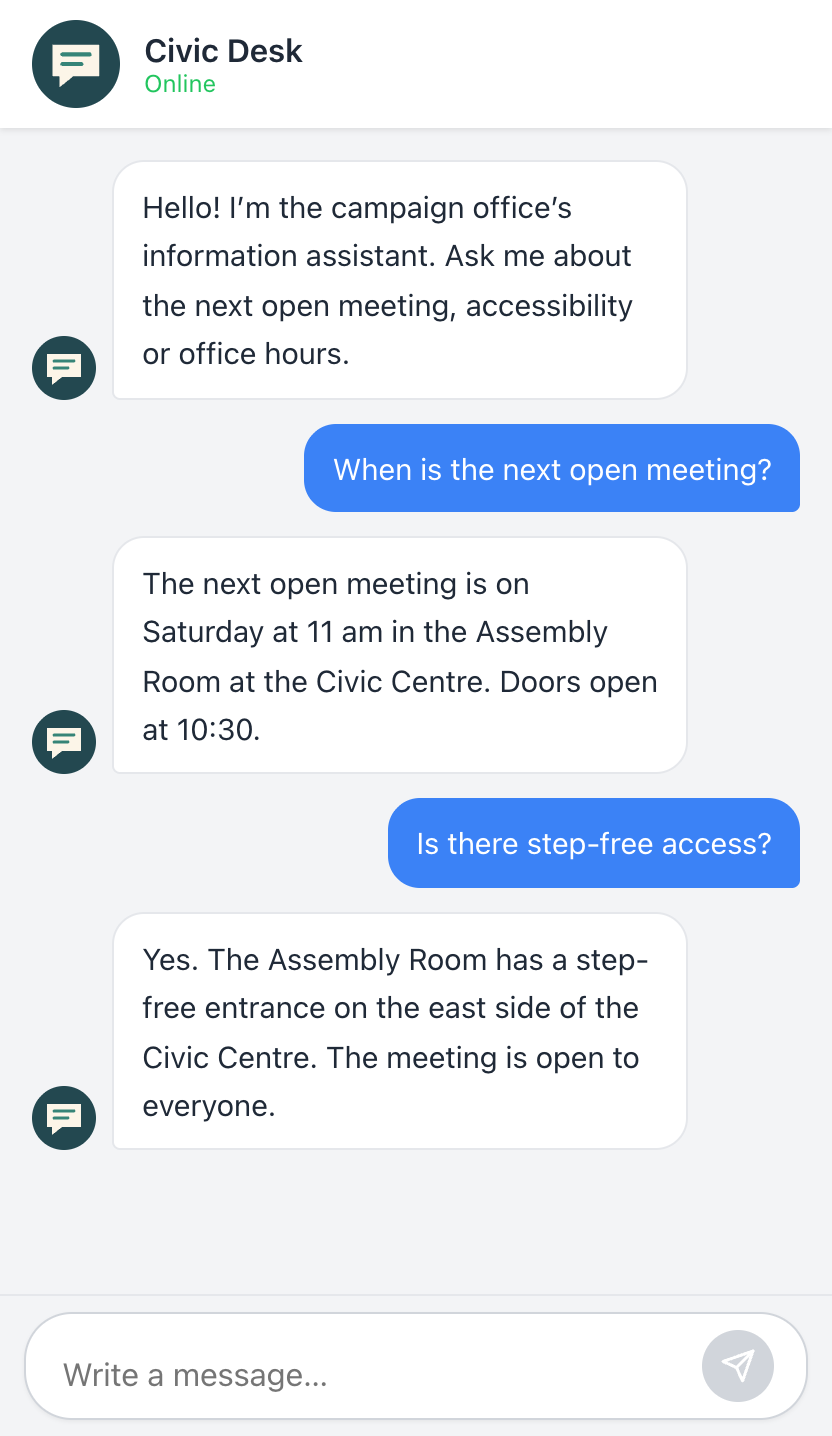 Civic Desk
Online
Hello! I’m the campaign office’s
information assistant. Ask me about
the next open meeting, accessibility
or office hours.
When is the next open meeting?
The next open meeting is on
Saturday at 11 am in the Assembly
Room at the Civic Centre. Doors open
at 10:30.
Is there step-free access?
Yes. The Assembly Room has a step-
free entrance on the east side of the
Civic Centre. The meeting is open to
everyone.
Write a message...